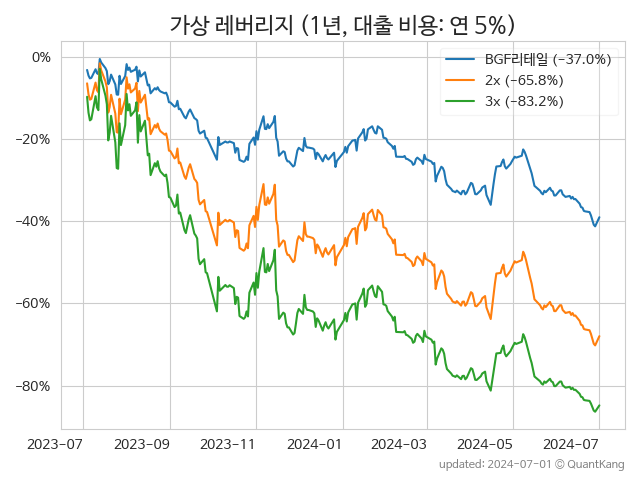 가상 레버리지 (1년, 대출 비용: 연 5%)
BGF리테일 (−37.0%)
2x (−65.8%)
3x (−83.2%)
0%
−20%
−40%
−60%
−80%
2023-07 2023-09 2023-11 2024-01 2024-03 2024-05 2024-07
updated: 2024-07-01 © QuantKang